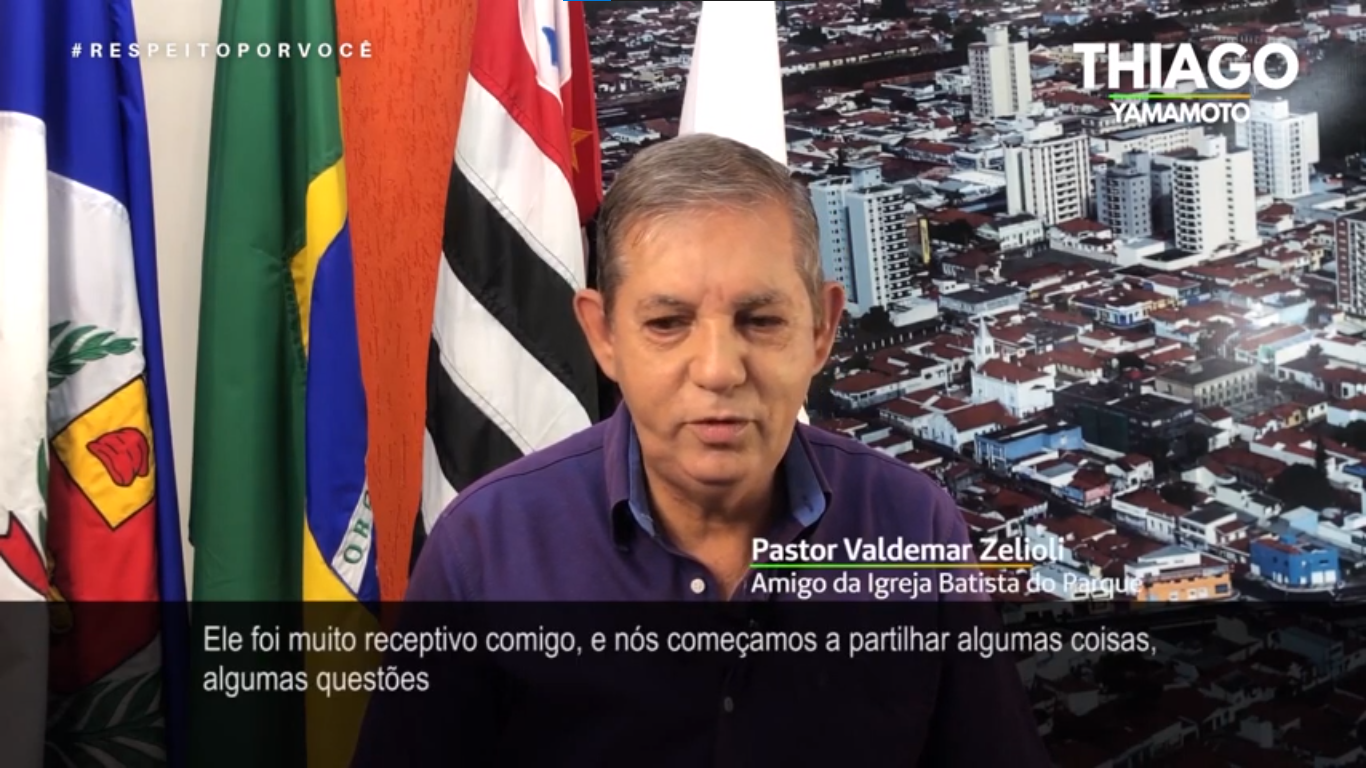 #RESPEITOPORVOCÊ
THIAGO
YAMAMOTO
Pastor Valdemar Zelioli
Amigo da Igreja Batista do Parque
Ele foi muito receptivo comigo, e nós começamos a partilhar algumas coisas,
algumas questões